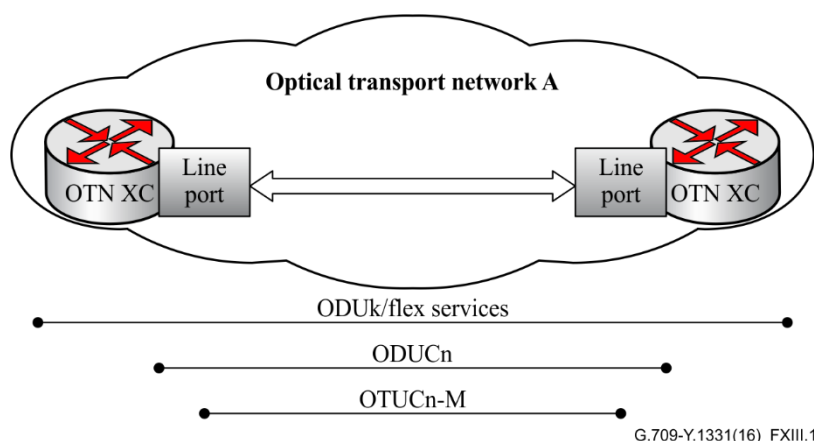 Optical transport network A
OTN XC
Line
port
Line
port
OTN XC
ODUk/flex services
ODUCn
OTUCn-M
G.709-Y.1331(16)_FXIII.1